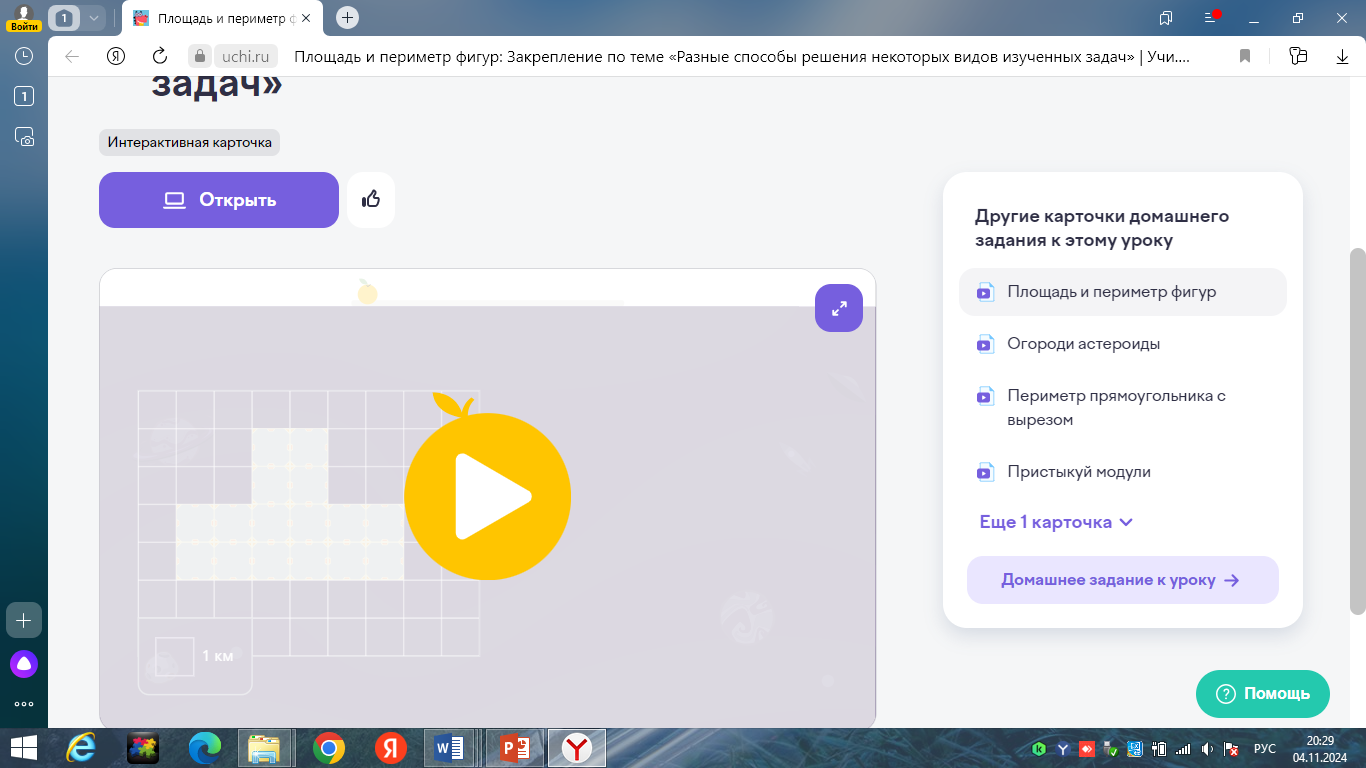 Войти
1
Площадь и периметр ф
uchi.ru
Площадь и периметр фигур: Закрепление по теме «Разные способы решения некоторых видов изученных задач» | Учи....
1
задач»
Интерактивная карточка
Открыть
Другие карточки домашнего
задания к этому уроку
Площадь и периметр фигур
Огороди астероиды
Периметр прямоугольника с
вырезом
Пристыкуй модули
Еще 1 карточка
Домашнее задание к уроку
1 км
Помощь
РУС
20:29
04.11.2024